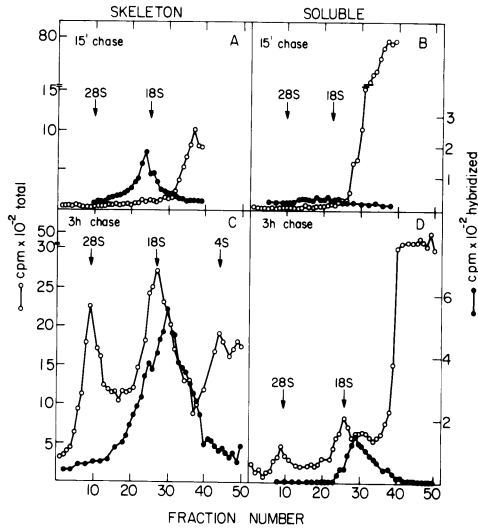 SKELETON SOLUBLE
80 15' chase A 15' chase B
15 28S 18S 28S 18S
10 3
2
1
3h chase C 3h chase D
50
30 28S 18S 4S
25 6
20
15 28S 18S 4
10
5 2
10 20 30 40 50 10 20 30 40 50
FRACTION NUMBER
cpm × 10⁻² total
cpm × 10⁻² hybridized